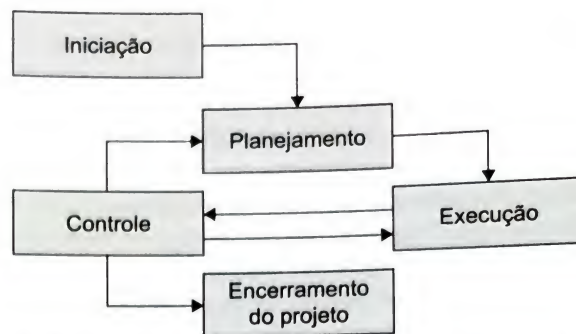 Iniciação
Planejamento
Controle
Execução
Encerramento
do projeto